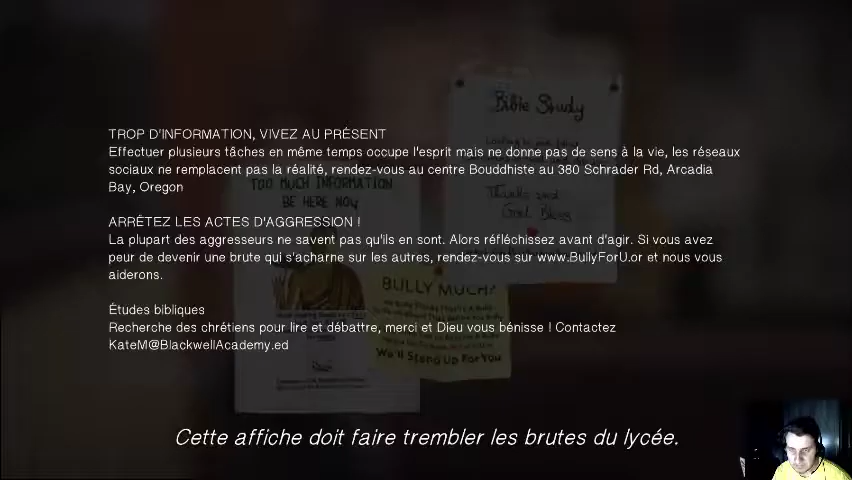 TROP D'INFORMATION, VIVEZ AU PRÉSENT
Effectuer plusieurs tâches en même temps occupe l'esprit mais ne donne pas de sens à la vie, les réseaux
sociaux ne remplacent pas la réalité, rendez-vous au centre Bouddhiste au 380 Schrader Rd, Arcadia
Bay, Oregon
ARRÊTEZ LES ACTES D'AGGRESSION !
La plupart des aggresseurs ne savent pas qu'ils en sont. Alors réfléchissez avant d'agir. Si vous avez
peur de devenir une brute qui s'acharne sur les autres, rendez-vous sur www.BullyForU.or et nous vous
aiderons.
Études bibliques
Recherche des chrétiens pour lire et débattre, merci et Dieu vous bénisse ! Contactez
KateM@BlackwellAcademy.ed
Bible Study
Thanks and
God Bless
TOO MUCH INFORMATION
BE HERE NOW
BULLY MUCH?
We'll Stand Up For You
Cette affiche doit faire trembler les brutes du lycée.